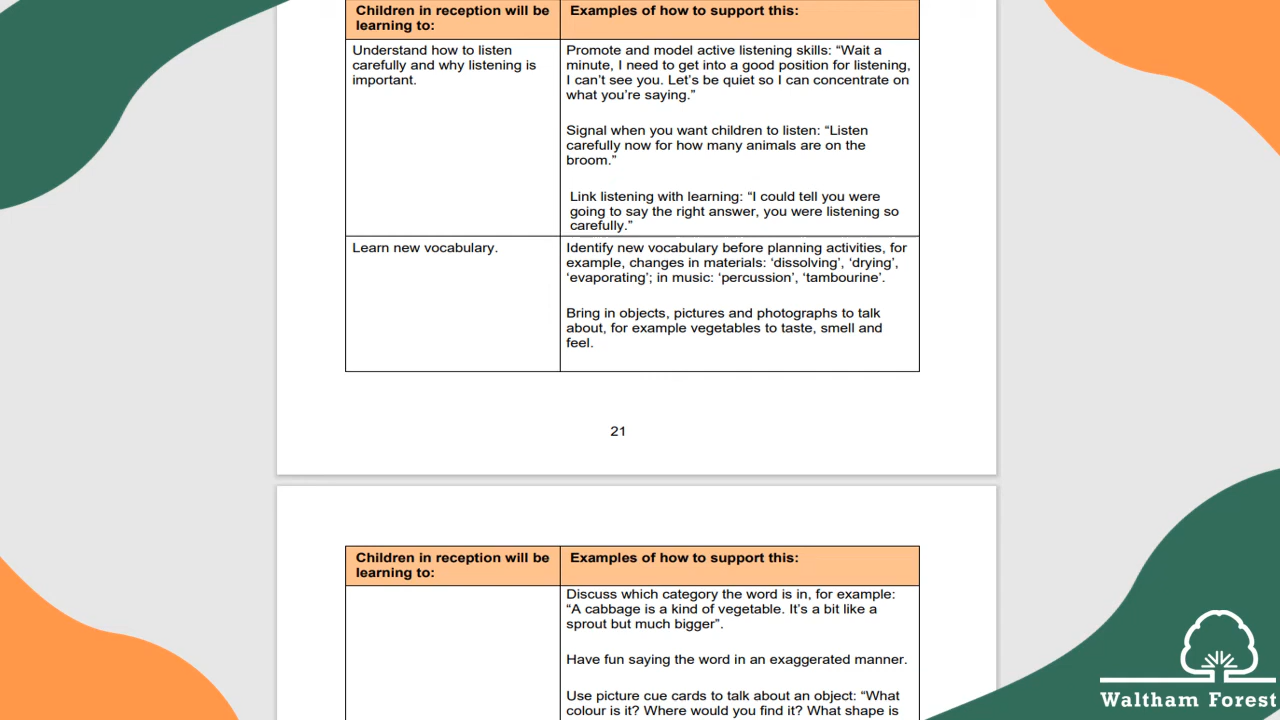 Children in reception will be
learning to:
Examples of how to support this:
Understand how to listen
carefully and why listening is
important.
Promote and model active listening skills: “Wait a
minute, I need to get into a good position for listening,
I can’t see you. Let’s be quiet so I can concentrate on
what you’re saying.”
Signal when you want children to listen: “Listen
carefully now for how many animals are on the
broom.”
Link listening with learning: “I could tell you were
going to say the right answer, you were listening so
carefully.”
Learn new vocabulary.
Identify new vocabulary before planning activities, for
example, changes in materials: ‘dissolving’, ‘drying’,
‘evaporating’; in music: ‘percussion’, ‘tambourine’.
Bring in objects, pictures and photographs to talk
about, for example vegetables to taste, smell and
feel.
21
Children in reception will be
learning to:
Examples of how to support this:
Discuss which category the word is in, for example:
“A cabbage is a kind of vegetable. It’s a bit like a
sprout but much bigger”.
Have fun saying the word in an exaggerated manner.
Use picture cue cards to talk about an object: “What
colour is it? Where would you find it? What shape is
Waltham Forest